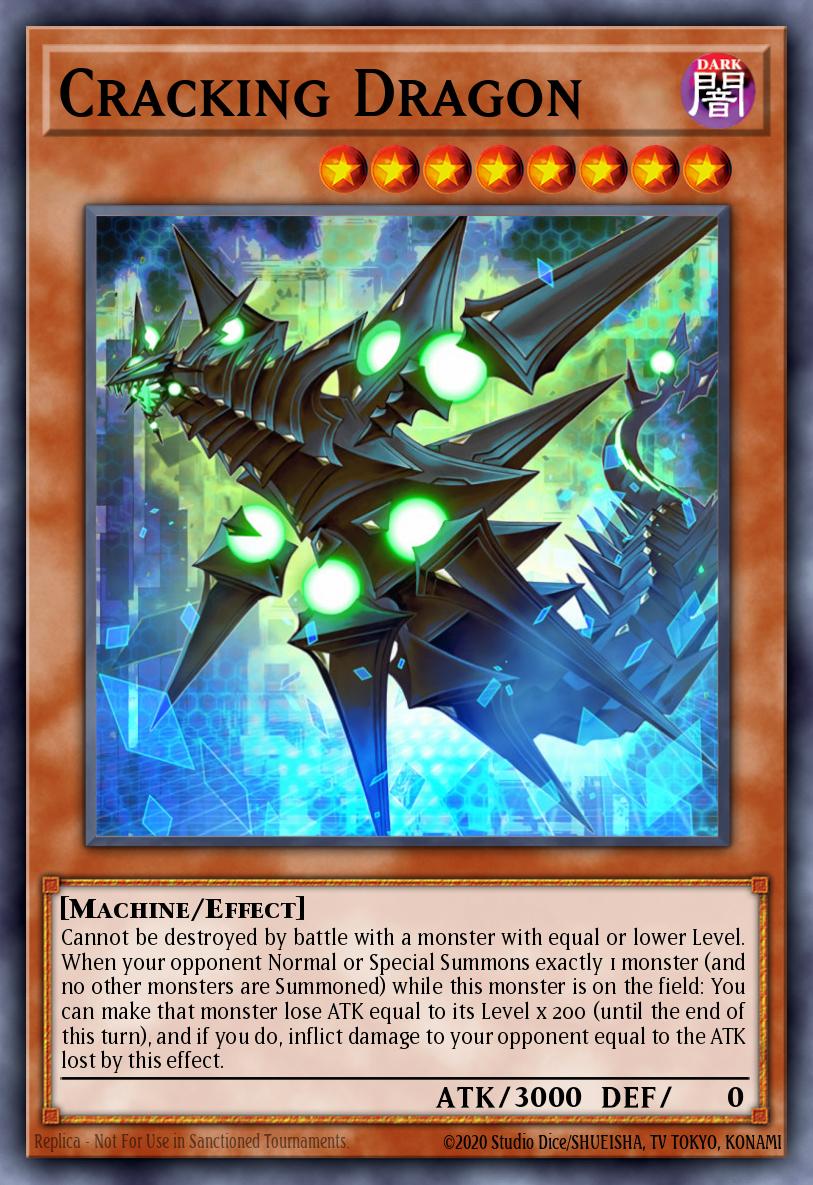 Cracking Dragon
DARK
闇
[Machine/Effect]
Cannot be destroyed by battle with a monster with equal or lower Level.
When your opponent Normal or Special Summons exactly 1 monster (and
no other monsters are Summoned) while this monster is on the field: You
can make that monster lose ATK equal to its Level x 200 (until the end of
this turn), and if you do, inflict damage to your opponent equal to the ATK
lost by this effect.
ATK/3000 DEF/ 0
Replica - Not For Use in Sanctioned Tournaments.
©2020 Studio Dice/SHUEISHA, TV TOKYO, KONAMI